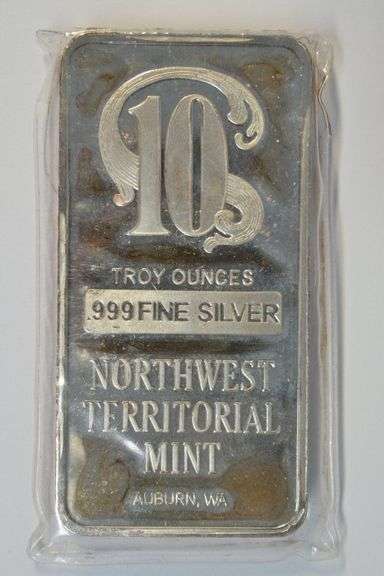 10
TROY OUNCES
.999 FINE SILVER
NORTHWEST
TERRITORIAL
MINT
AUBURN, WA